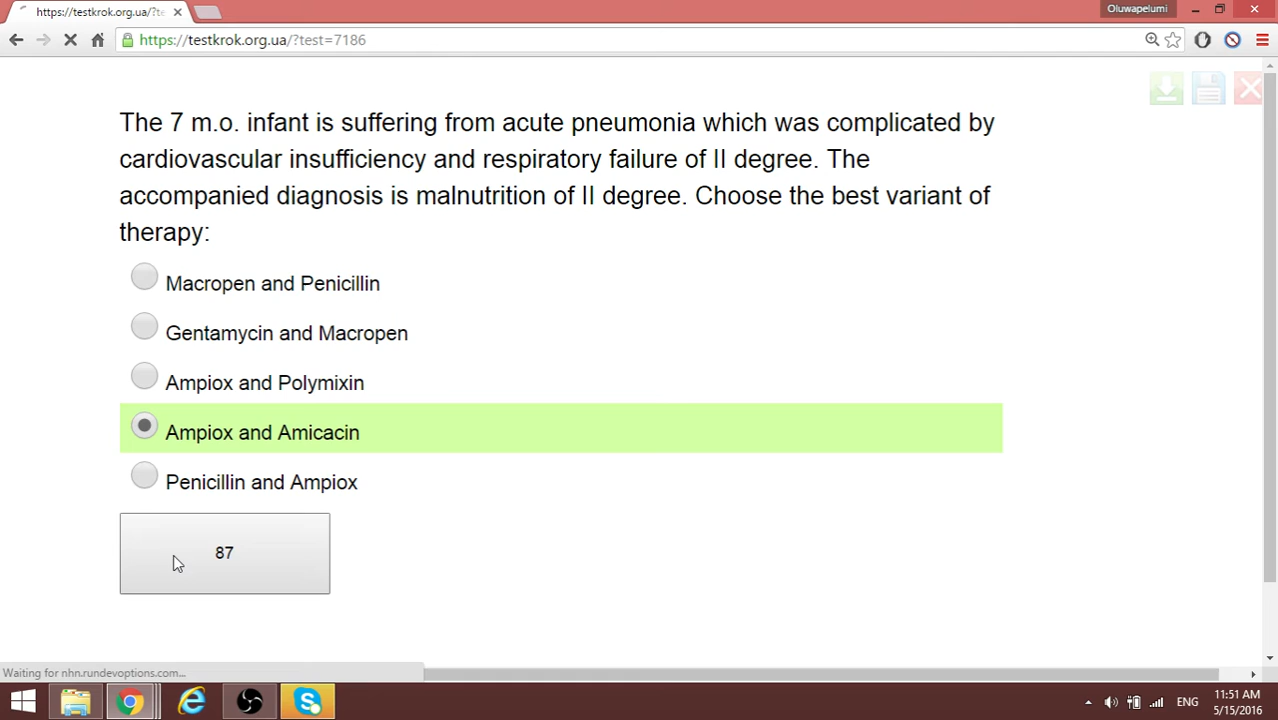 https://testkrok.org.ua/?te
Oluwapelumi
https://testkrok.org.ua/?test=7186
The 7 m.o. infant is suffering from acute pneumonia which was complicated by
cardiovascular insufficiency and respiratory failure of II degree. The
accompanied diagnosis is malnutrition of II degree. Choose the best variant of
therapy:
Macropen and Penicillin
Gentamycin and Macropen
Ampiox and Polymixin
Ampiox and Amicacin
Penicillin and Ampiox
87
Waiting for nhn.rundevoptions.com...
ENG
11:51 AM
5/15/2016